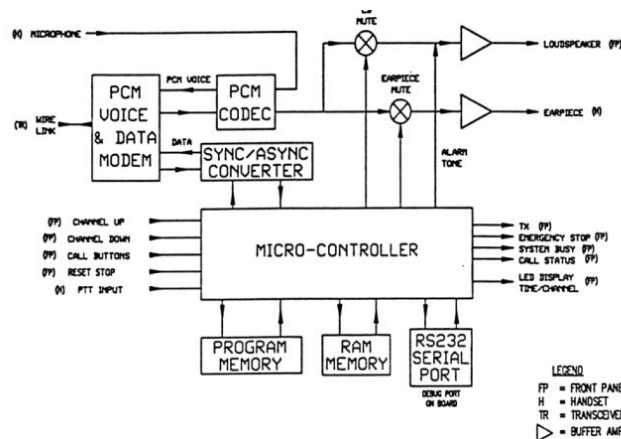 MUTE
(H) MICROPHONE
LOUDSPEAKER (FP)
PCM VOICE
EARPIECE
MUTE
PCM
VOICE
& DATA
MODEM
PCM
CODEC
(TR) WIRE
LINK
EARPIECE (H)
DATA
SYNC/ASYNC
CONVERTER
ALARM
TONE
(FP) CHANNEL UP
(FP) CHANNEL DOWN
(FP) CALL BUTTONS
(FP) RESET STOP
(H) PTT INPUT
MICRO-CONTROLLER
TX (FP)
EMERGENCY STOP (FP)
SYSTEM BUSY (FP)
CALL STATUS (FP)
LED DISPLAY (FP)
TIME/CHANNEL
PROGRAM
MEMORY
RAM
MEMORY
RS232
SERIAL
PORT
DEBUG PORT
ON BOARD
LEGEND
FP = FRONT PANE
H = HANDSET
TR = TRANSCEIVE
= BUFFER AMP